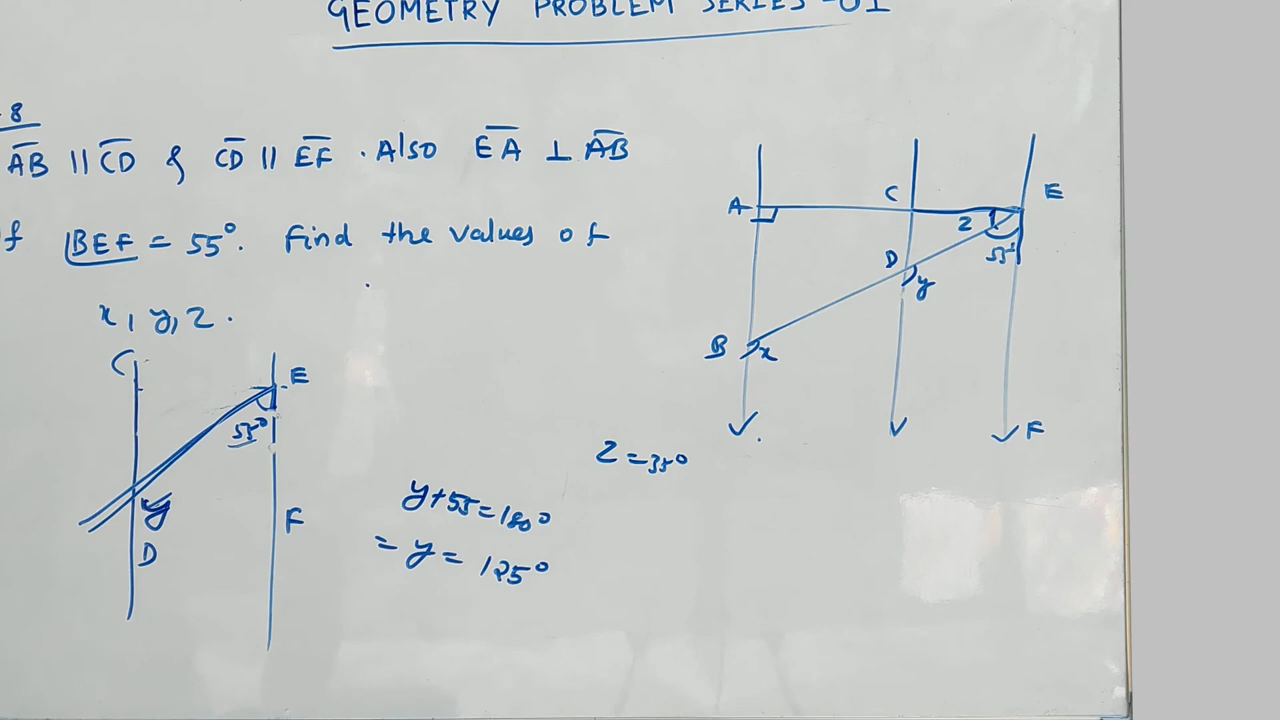 GEOMETRY PROBLEM SERIES-01
8
AB || CD & CD || EF . Also EA ⊥ AB
f ∠BEF = 55°. Find the values of
x, y, z.
A
C
E
z
55°
D
y
B
x
F
C
E
55°
y
F
D
z = 35°
y+55=180°
= y = 125°